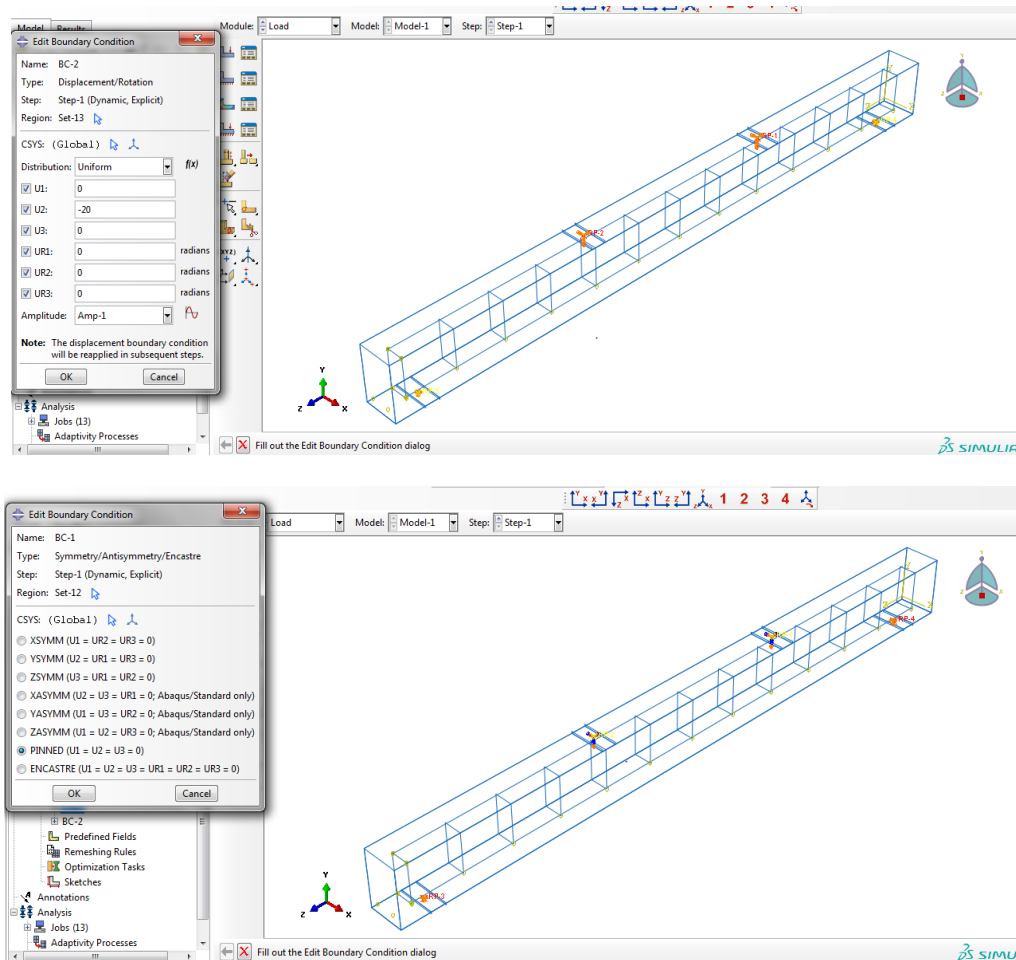 Model Results
Module: Load Model: Model-1 Step: Step-1
Edit Boundary Condition
Name: BC-2
Type: Displacement/Rotation
Step: Step-1 (Dynamic, Explicit)
Region: Set-13
CSYS: (Global)
Distribution: Uniform f(x)
U1: 0
U2: -20
U3: 0
UR1: 0 radians
UR2: 0 radians
UR3: 0 radians
Amplitude: Amp-1
Note: The displacement boundary condition
will be reapplied in subsequent steps.
OK Cancel
Analysis
Jobs (13)
Adaptivity Processes
RP-1
RP-2
Y
Z X
Fill out the Edit Boundary Condition dialog
SIMULIA
1 2 3 4
Load Model: Model-1 Step: Step-1
Edit Boundary Condition
Name: BC-1
Type: Symmetry/Antisymmetry/Encastre
Step: Step-1 (Dynamic, Explicit)
Region: Set-12
CSYS: (Global)
XSYMM (U1 = UR2 = UR3 = 0)
YSYMM (U2 = UR1 = UR3 = 0)
ZSYMM (U3 = UR1 = UR2 = 0)
XASYMM (U2 = U3 = UR1 = 0; Abaqus/Standard only)
YASYMM (U1 = U3 = UR2 = 0; Abaqus/Standard only)
ZASYMM (U1 = U2 = UR3 = 0; Abaqus/Standard only)
PINNED (U1 = U2 = U3 = 0)
ENCASTRE (U1 = U2 = U3 = UR1 = UR2 = UR3 = 0)
OK Cancel
BC-2
Predefined Fields
Remeshing Rules
Optimization Tasks
Sketches
Annotations
Analysis
Jobs (13)
Adaptivity Processes
RP-4
RP-3
Y
Z X
Fill out the Edit Boundary Condition dialog
SIMU